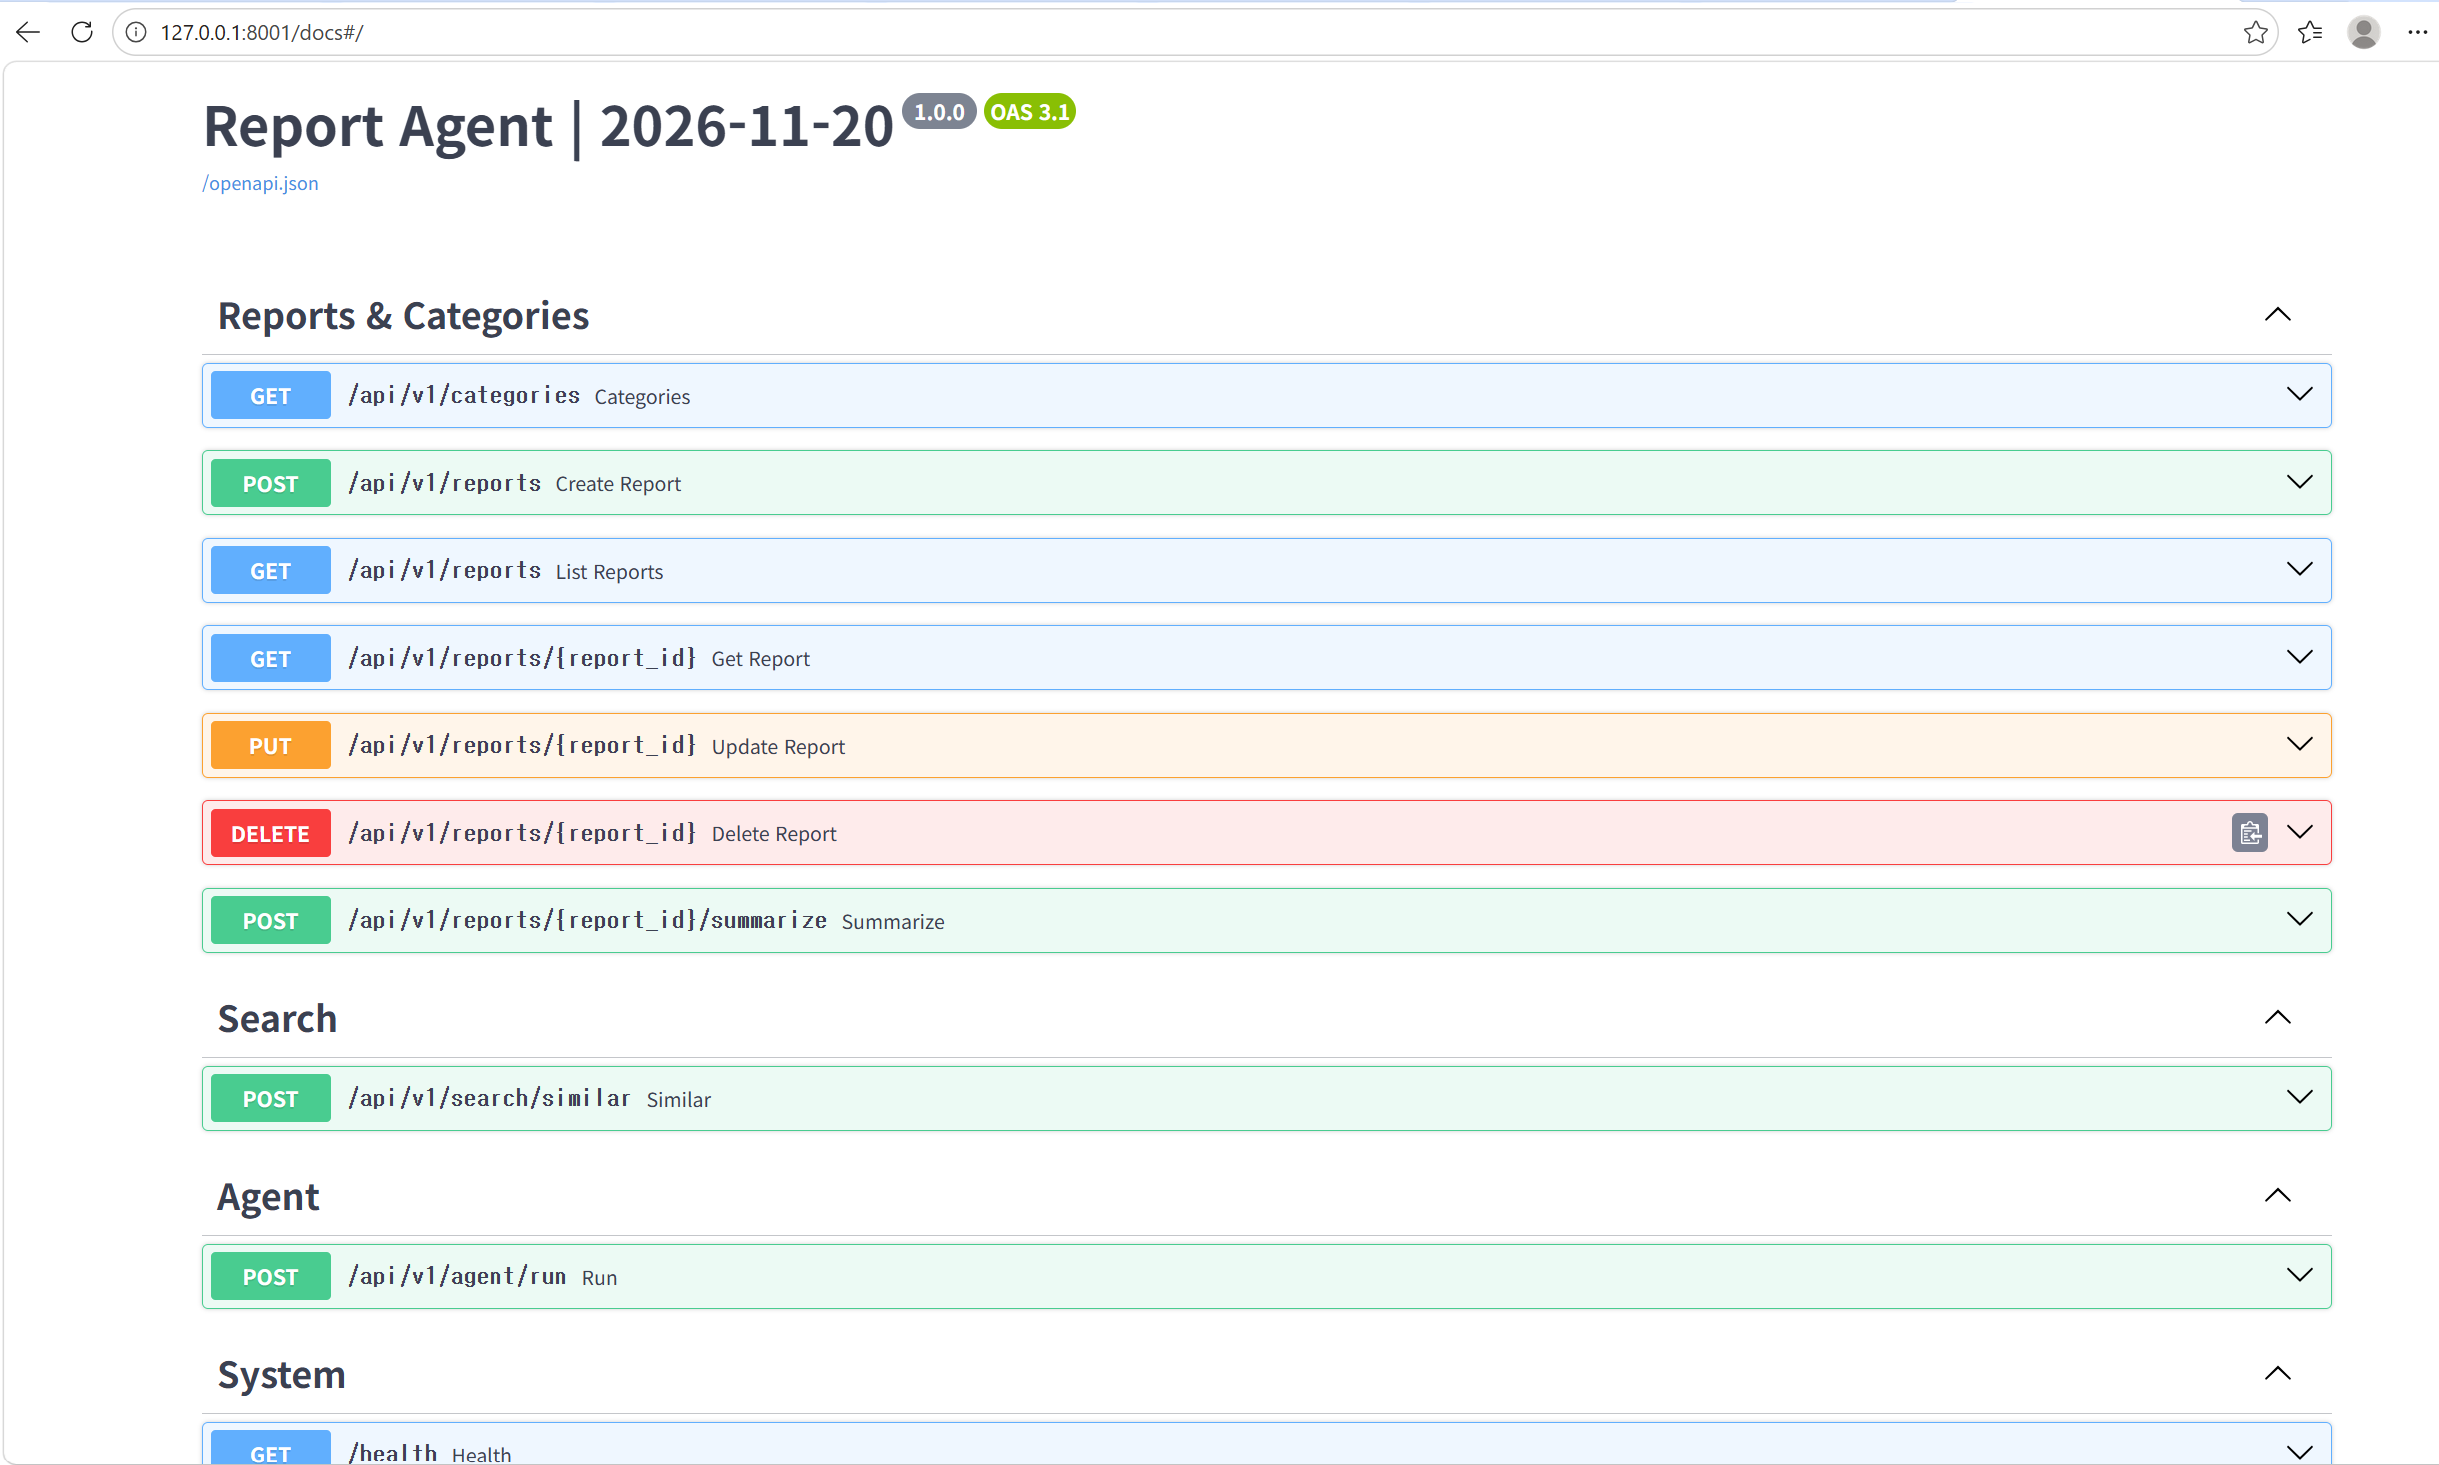 127.0.0.1:8001/docs#/
Report Agent | 2026-11-20 1.0.0 OAS 3.1
/openapi.json
Reports & Categories
GET /api/v1/categories Categories
POST /api/v1/reports Create Report
GET /api/v1/reports List Reports
GET /api/v1/reports/{report_id} Get Report
PUT /api/v1/reports/{report_id} Update Report
DELETE /api/v1/reports/{report_id} Delete Report
POST /api/v1/reports/{report_id}/summarize Summarize
Search
POST /api/v1/search/similar Similar
Agent
POST /api/v1/agent/run Run
System
GET /health Health